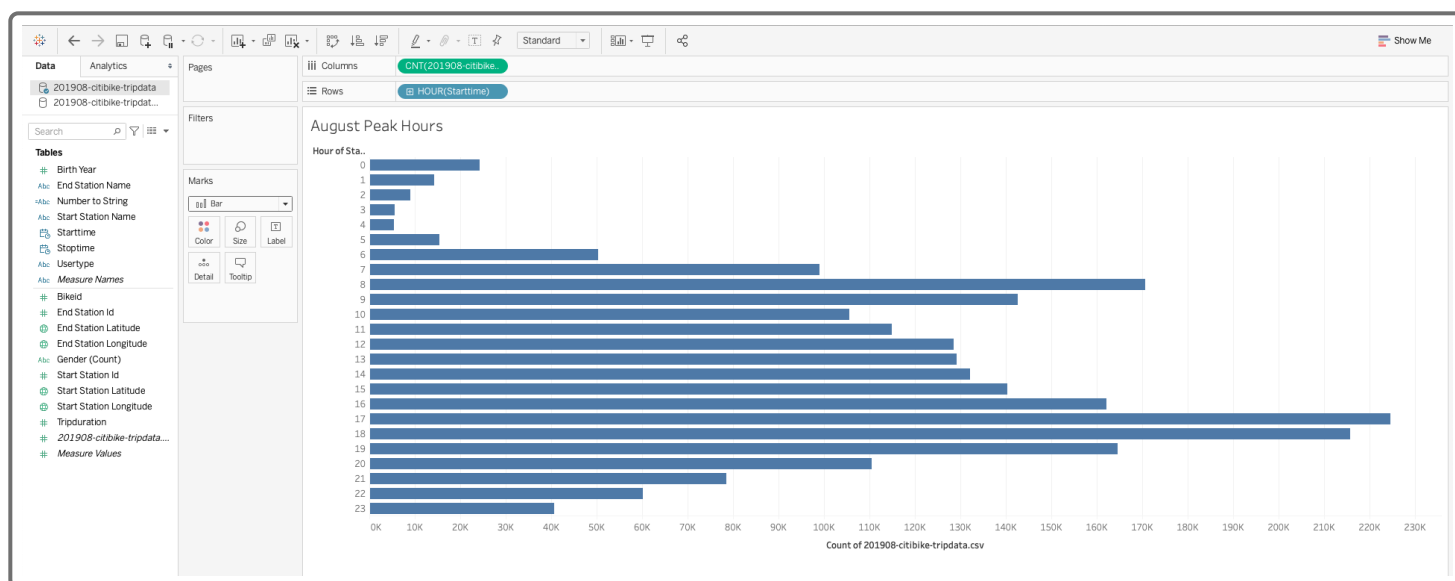 Standard
Show Me
Data
Analytics
201908-citibike-tripdata
201908-citibike-tripdat...
Search
Tables
# Birth Year
Abc End Station Name
=Abc Number to String
Abc Start Station Name
Starttime
Stoptime
Abc Usertype
Abc Measure Names
# Bikeid
# End Station Id
End Station Latitude
End Station Longitude
Abc Gender (Count)
# Start Station Id
Start Station Latitude
Start Station Longitude
# Tripduration
# 201908-citibike-tripdata....
# Measure Values
Pages
Filters
Marks
Bar
Color
Size
Label
Detail
Tooltip
Columns
CNT(201908-citibike..
Rows
HOUR(Starttime)
August Peak Hours
Hour of Sta..
0
1
2
3
4
5
6
7
8
9
10
11
12
13
14
15
16
17
18
19
20
21
22
23
0K 10K 20K 30K 40K 50K 60K 70K 80K 90K 100K 110K 120K 130K 140K 150K 160K 170K 180K 190K 200K 210K 220K 230K
Count of 201908-citibike-tripdata.csv